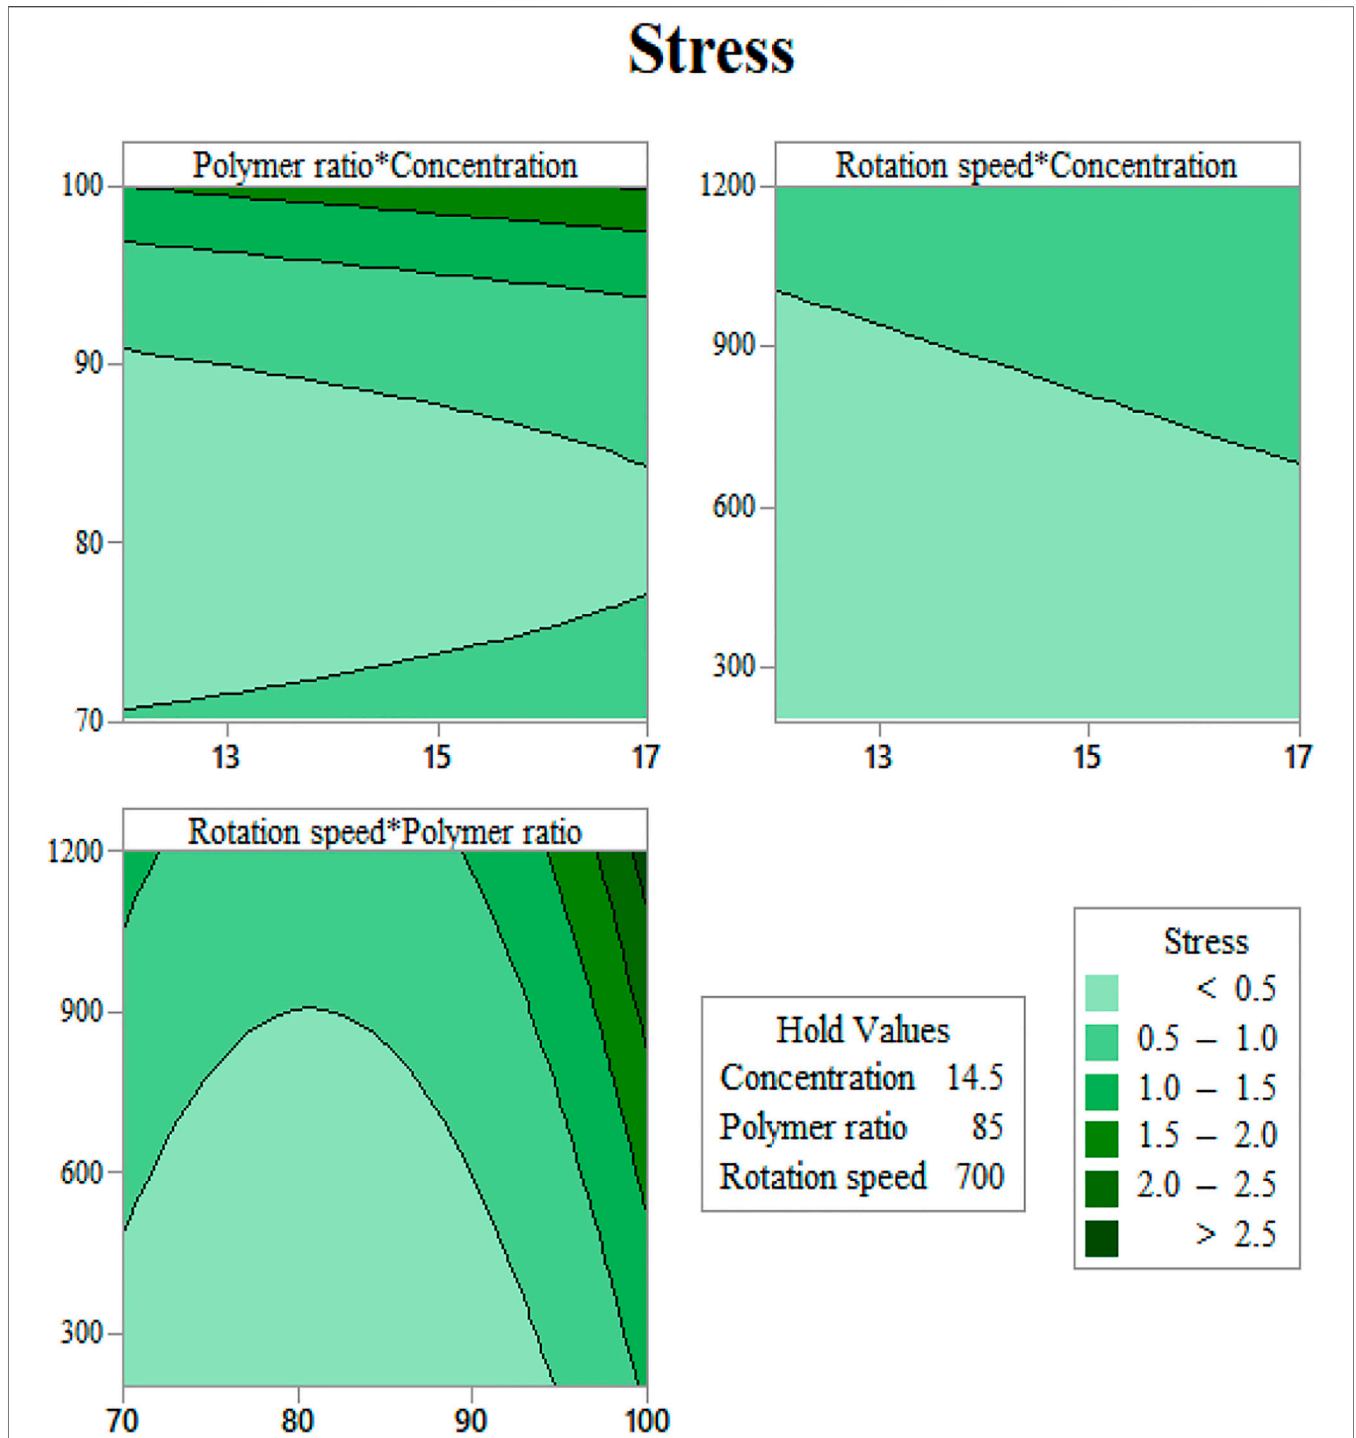 Stress
Polymer ratio*Concentration
100
90
80
70
13 15 17
Rotation speed*Concentration
1200
900
600
300
13 15 17
Rotation speed*Polymer ratio
1200
900
600
300
70 80 90 100
Hold Values
Concentration 14.5
Polymer ratio 85
Rotation speed 700
Stress
< 0.5
0.5 – 1.0
1.0 – 1.5
1.5 – 2.0
2.0 – 2.5
> 2.5